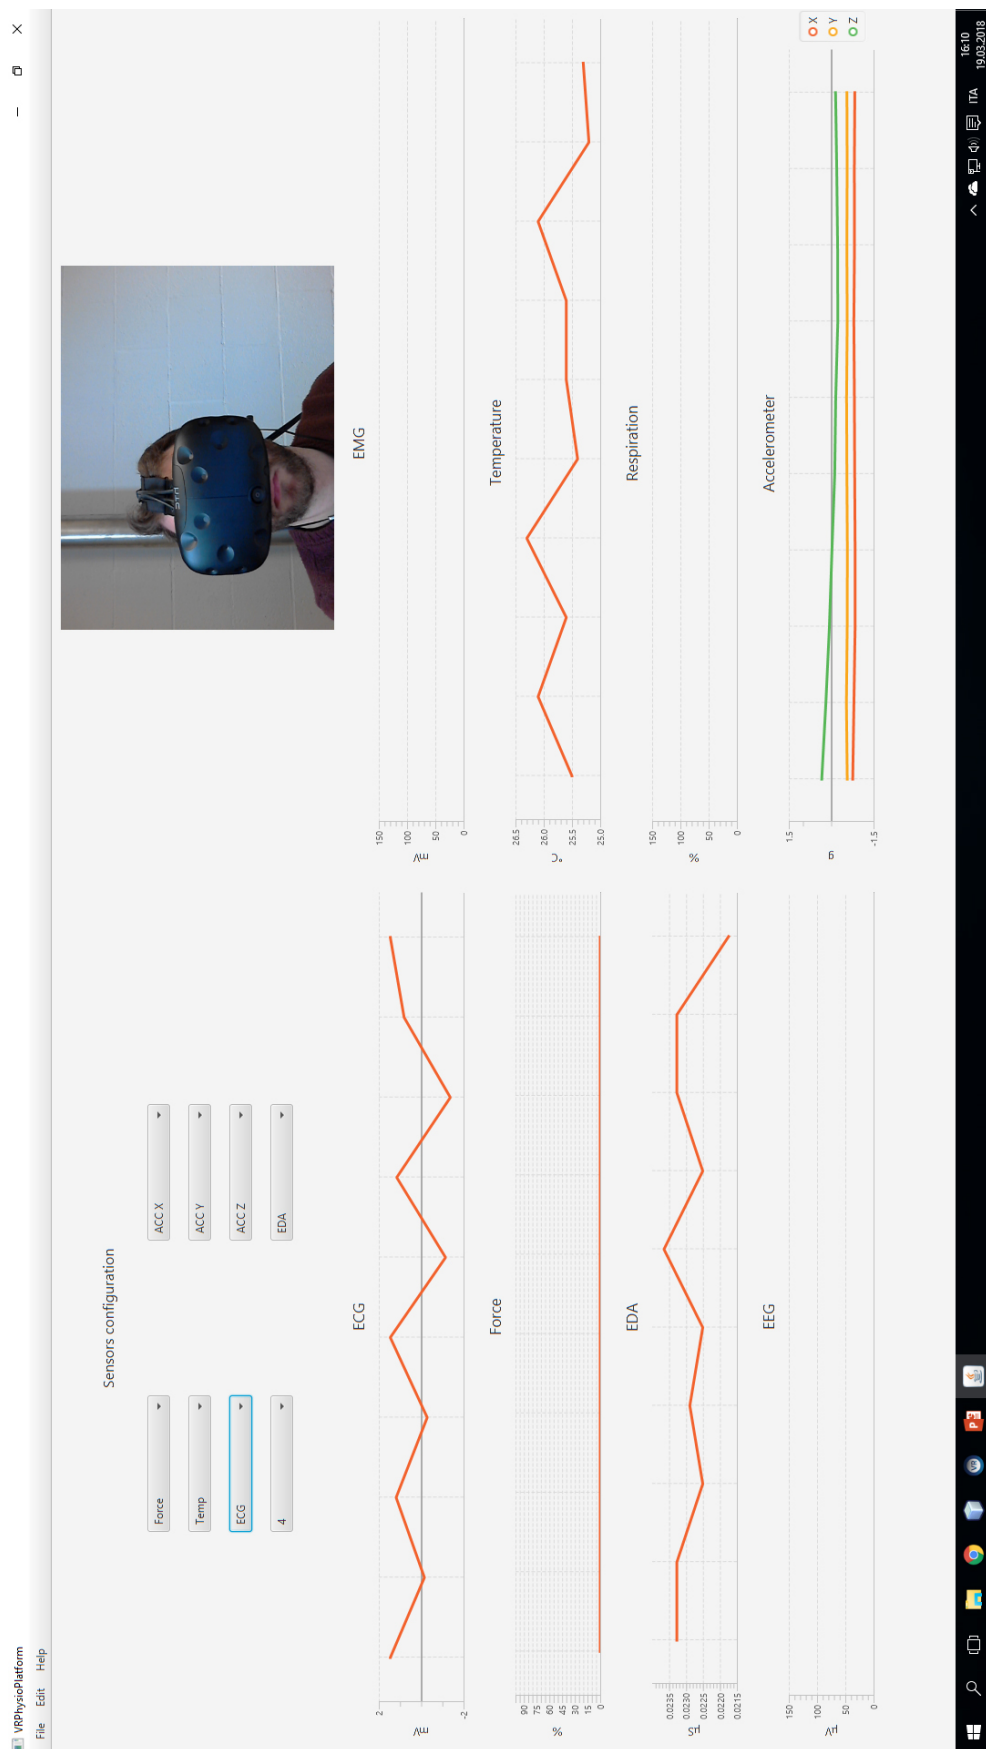 VRPhysioPlatform
File Edit Help
Sensors configuration
Force
ACC X
Temp
ACC Y
ECG
ACC Z
4
EDA
HTC
ECG
2
-2
mV
EMG
150
100
50
0
mV
Force
90
75
60
45
30
15
0
%
Temperature
26.5
26.0
25.5
25.0
°C
EDA
0.0235
0.0230
0.0225
0.0220
0.0215
µS
Respiration
150
100
50
0
%
EEG
150
100
50
0
µV
Accelerometer
1.5
-1.5
g
X
Y
Z
ITA
16:10
19.03.2018